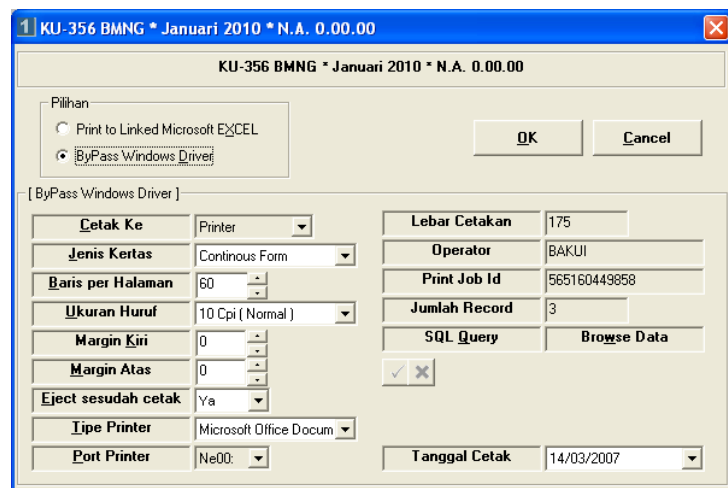 1 KU-356 BMNG * Januari 2010 * N.A. 0.00.00
KU-356 BMNG * Januari 2010 * N.A. 0.00.00
Pilihan
Print to Linked Microsoft EXCEL
ByPass Windows Driver
OK Cancel
[ ByPass Windows Driver ]
Cetak Ke Printer
Jenis Kertas Continous Form
Baris per Halaman 60
Ukuran Huruf 10 Cpi ( Normal )
Margin Kiri 0
Margin Atas 0
Eject sesudah cetak Ya
Tipe Printer Microsoft Office Docum
Port Printer Ne00:
Lebar Cetakan 175
Operator BAKUI
Print Job Id 565160449858
Jumlah Record 3
SQL Query Browse Data
Tanggal Cetak 14/03/2007